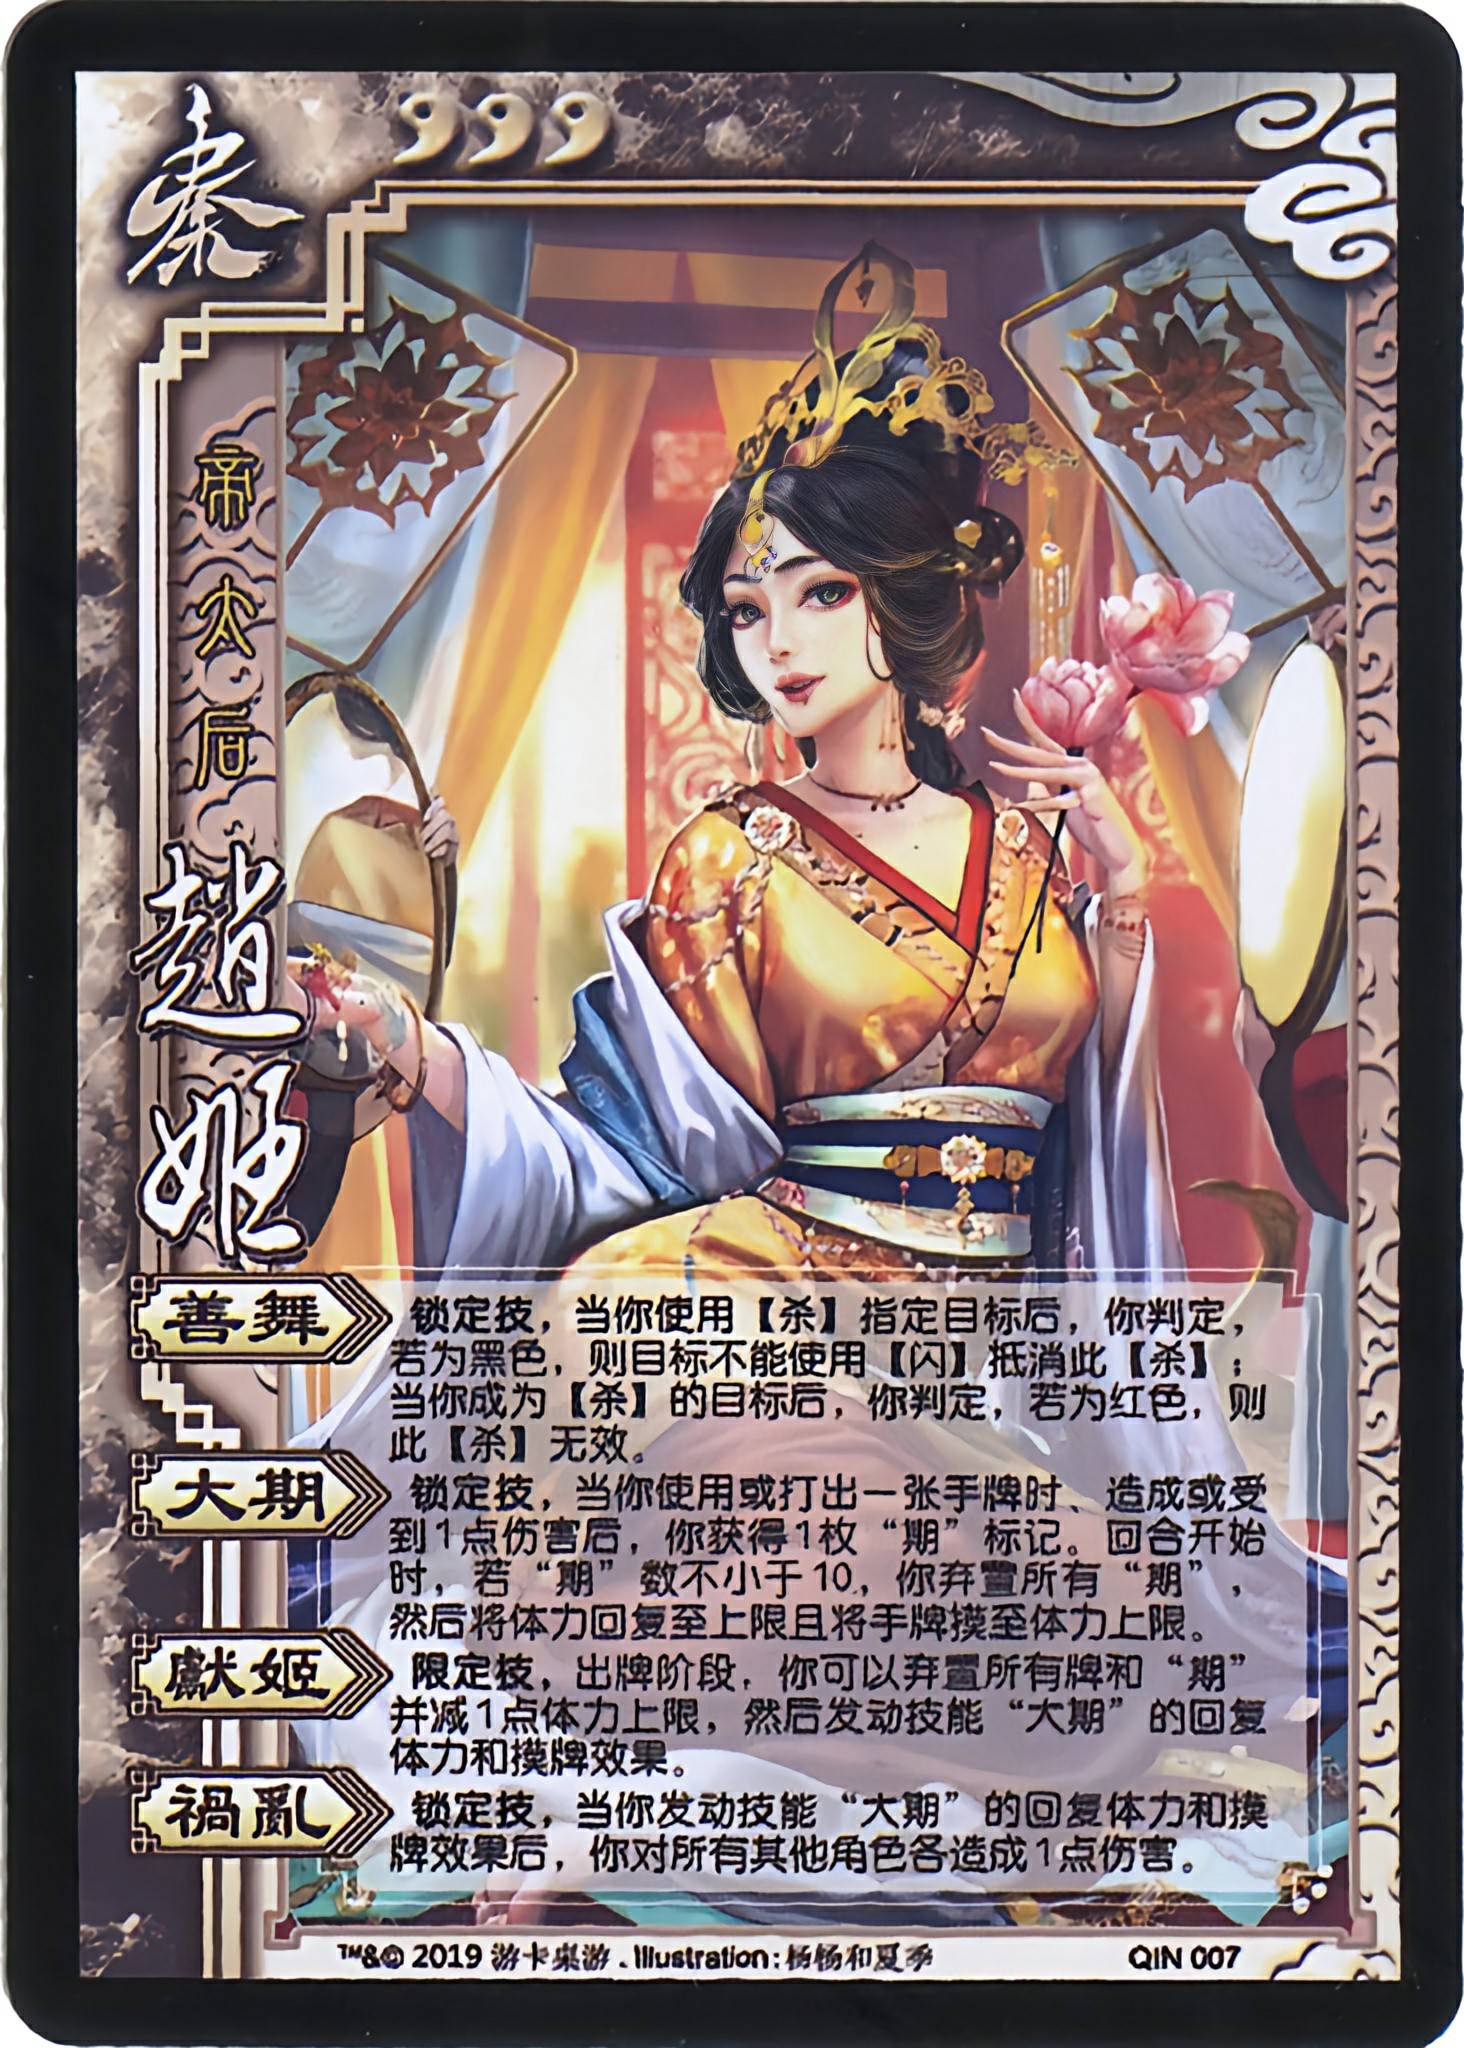 秦
帝太后
趙姬
善舞
锁定技，当你使用【杀】指定目标后，你判定，
若为黑色，则目标不能使用【闪】抵消此【杀】；
当你成为【杀】的目标后，你判定，若为红色，则
此【杀】无效。
大期
锁定技，当你使用或打出一张手牌时、造成或受
到1点伤害后，你获得1枚“期”标记。回合开始
时，若“期”数不小于10，你弃置所有“期”，
然后将体力回复至上限且将手牌摸至体力上限。
獻姬
限定技，出牌阶段，你可以弃置所有牌和“期”
并减1点体力上限，然后发动技能“大期”的回复
体力和摸牌效果。
禍亂
锁定技，当你发动技能“大期”的回复体力和摸
牌效果后，你对所有其他角色各造成1点伤害。
™&© 2019 游卡桌游 . Illustration: 杨杨和夏季
QIN 007